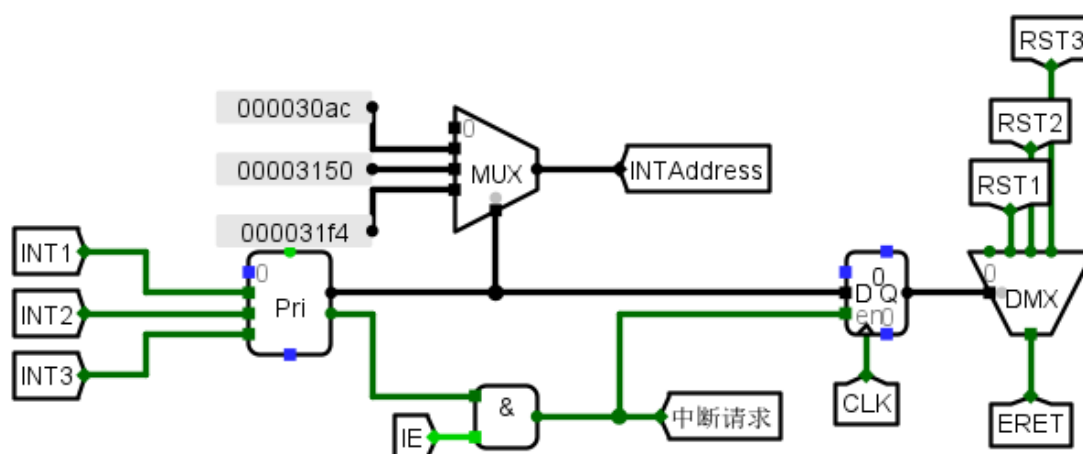 RST3
000030ac
0
RST2
00003150
MUX
INTAddress
RST1
000031f4
INT1
0
0
0
D Q
DMX
INT2
Pri
en0
INT3
&
中断请求
CLK
IE
ERET